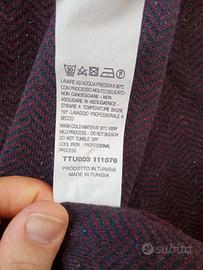 LAVARE AD ACQUA FREDDA A 30°C
CON PROCESSO MOLTO DELICATO-
NON CANDEGGIARE - NON
ASCIUGARE IN ASCIUGATRICE -
STIRARE A BASSA TEMPERATURA
110° - LAVAGGIO PROFESSIONALE
A SECCO
WASH COLD WATER AT 30°C VERY
MILD PROCESS - DO NOT BLEACH
DO NOT TUMBLE DRY
COOL IRON - PROFESSIONAL
PROCESS
TTU003 111076
PRODOTTO IN TUNISIA
MADE IN TUNISIA
subito